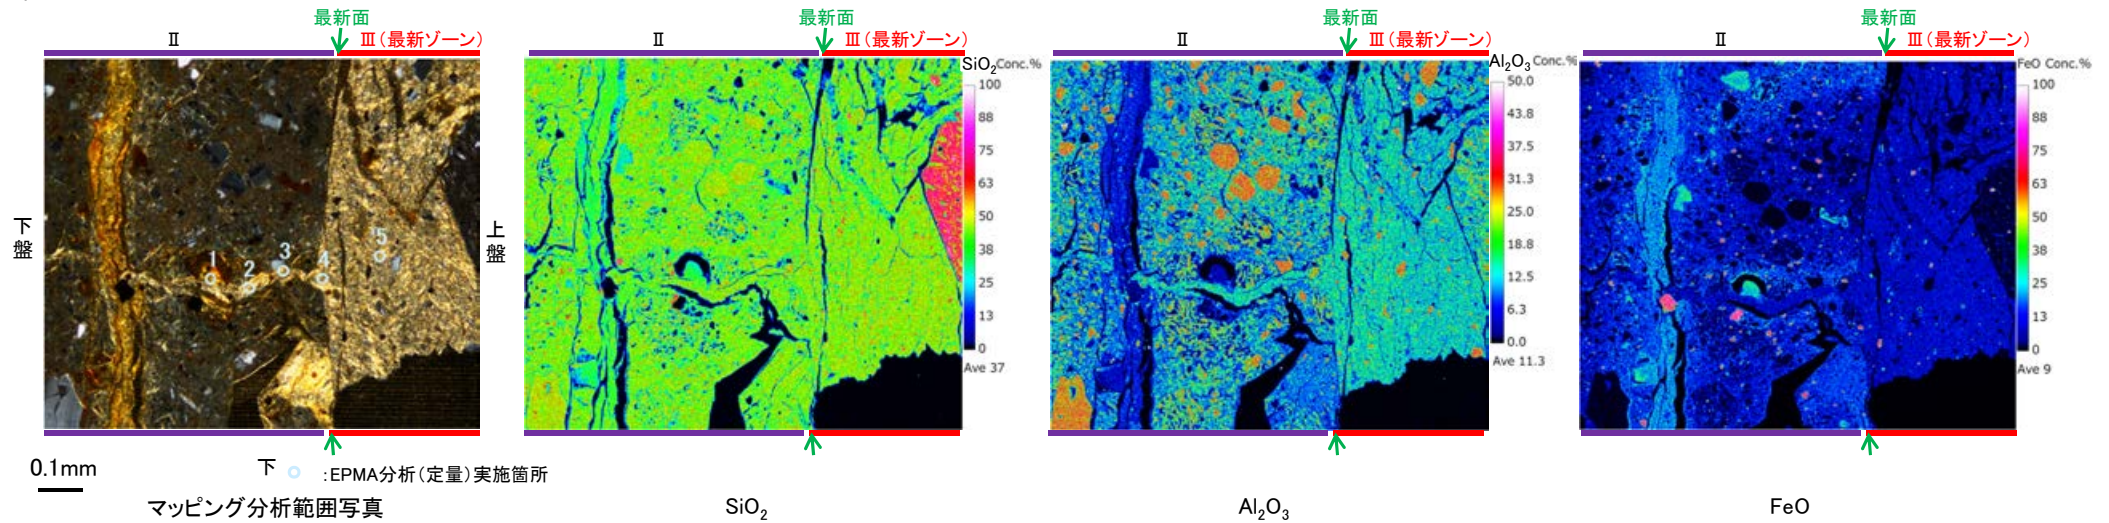 最新面 最新面 最新面 最新面
Ⅱ Ⅲ(最新ゾーン) Ⅱ Ⅲ(最新ゾーン) Ⅱ Ⅲ(最新ゾーン) Ⅱ Ⅲ(最新ゾーン)
SiO2 Conc.%
100
88
75
63
50
38
25
13
0
Ave 37
Al2O3 Conc.%
50.0
43.8
37.5
31.3
25.0
18.8
12.5
6.3
0.0
Ave 11.3
FeO Conc.%
100
88
75
63
50
38
25
13
0
Ave 9
下盤
上盤
1
2
3
4
5
0.1mm
下 :EPMA分析(定量)実施箇所
マッピング分析範囲写真 SiO2 Al2O3 FeO